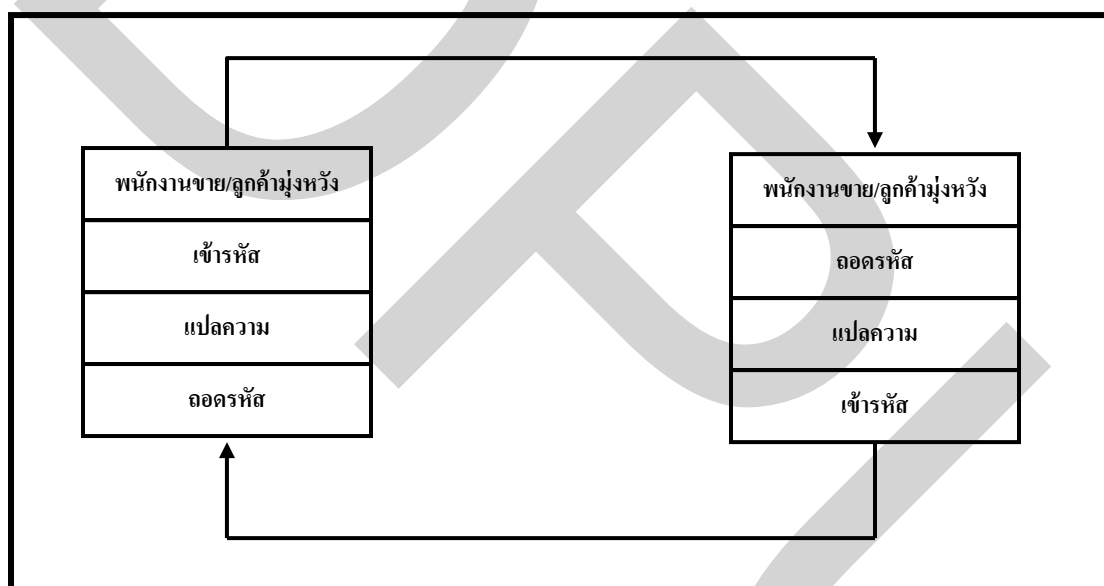 พนักงานขาย/ลูกค้ามุ่งหวัง
เข้ารหัส
แปลความ
ถอดรหัส
พนักงานขาย/ลูกค้ามุ่งหวัง
ถอดรหัส
แปลความ
เข้ารหัส